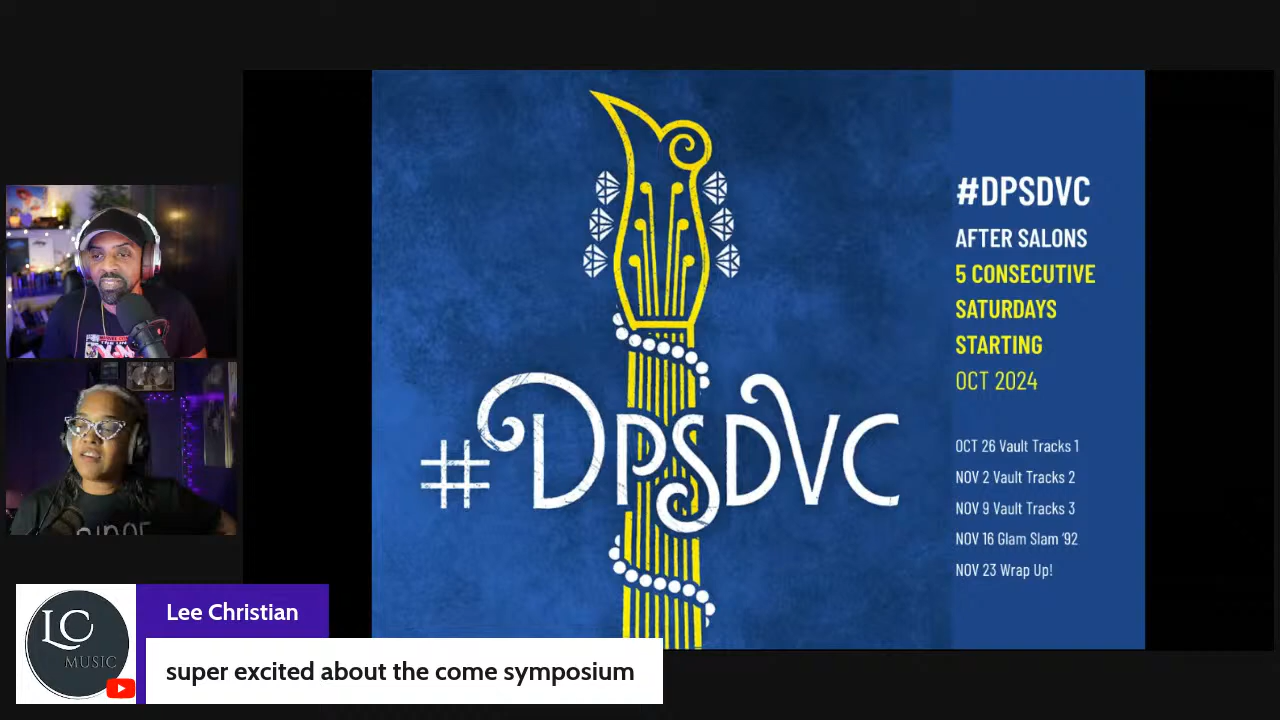 #DPSDVC
#DPSDVC
AFTER SALONS
5 CONSECUTIVE
SATURDAYS
STARTING
OCT 2024
OCT 26 Vault Tracks 1
NOV 2 Vault Tracks 2
NOV 9 Vault Tracks 3
NOV 16 Glam Slam '92
NOV 23 Wrap Up!
LC
MUSIC
Lee Christian
super excited about the come symposium